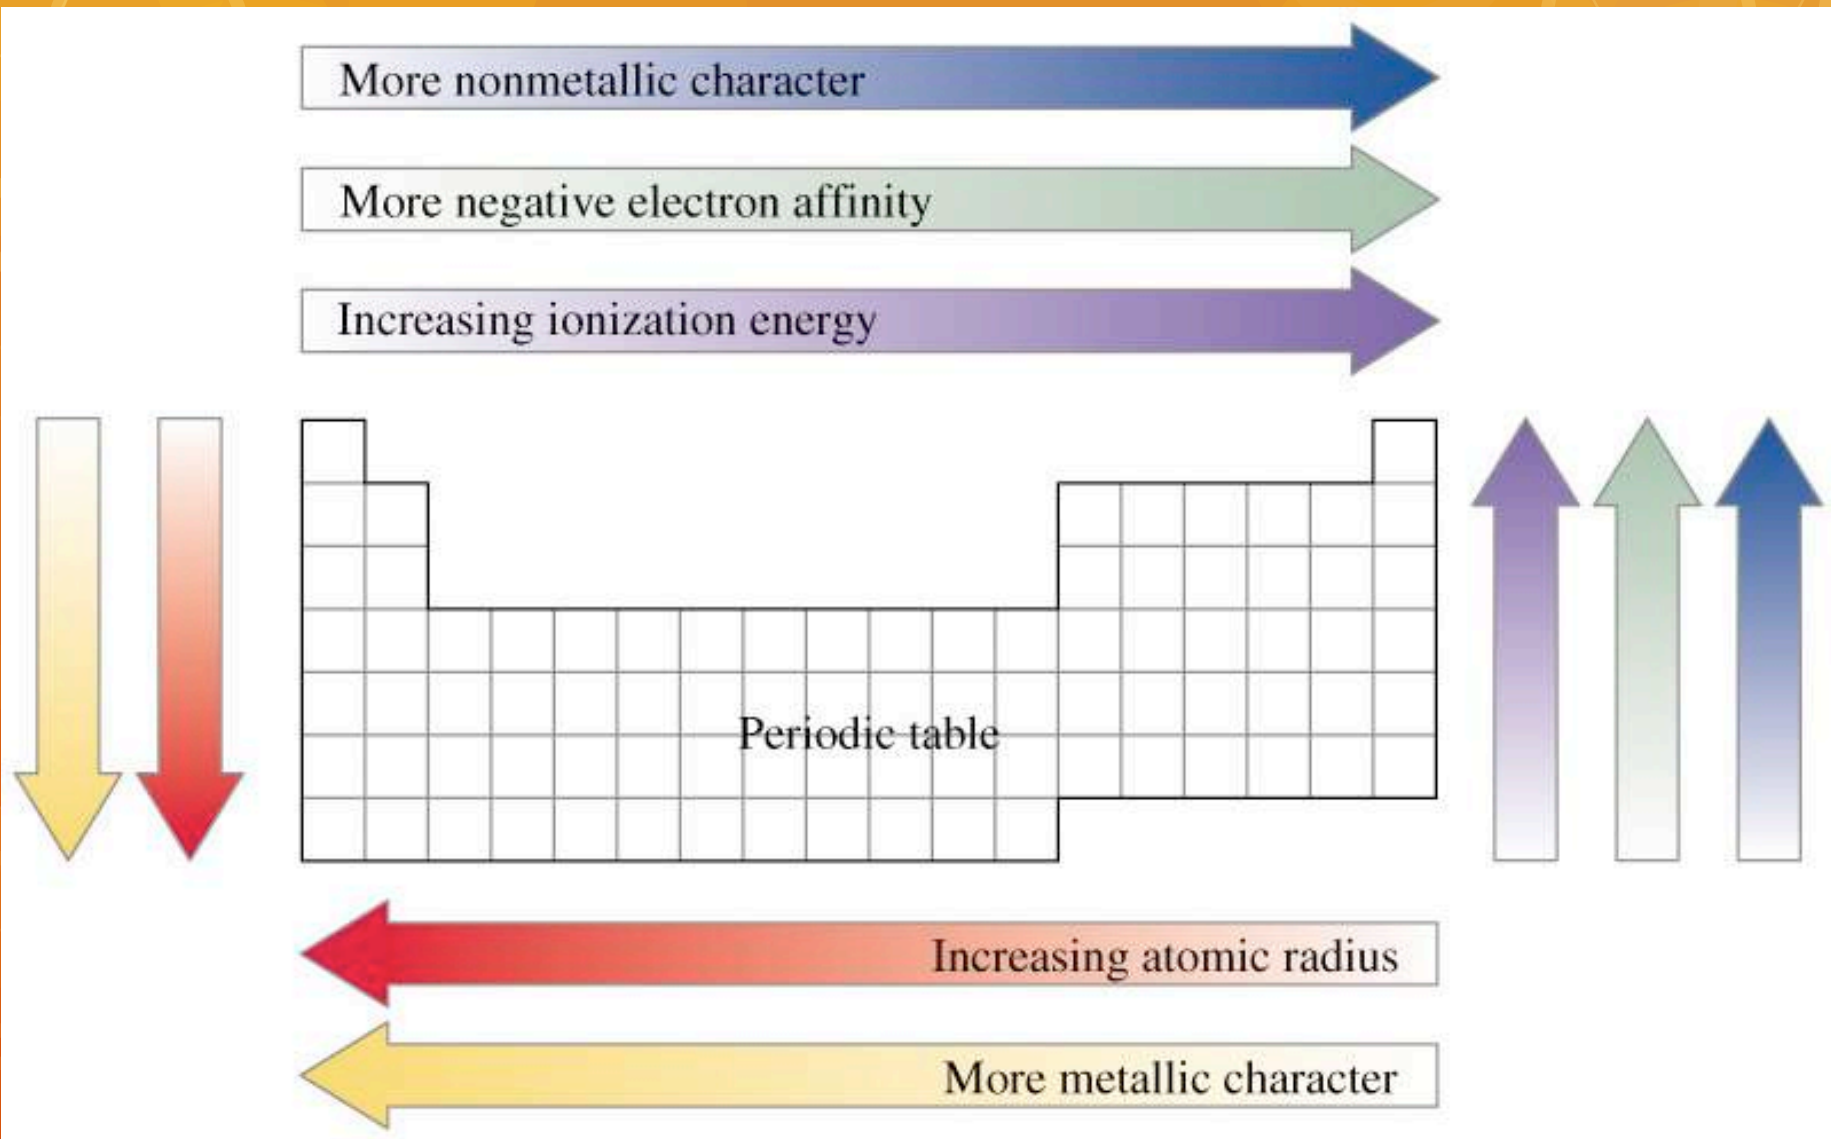 More nonmetallic character
More negative electron affinity
Increasing ionization energy
Periodic table
Increasing atomic radius
More metallic character